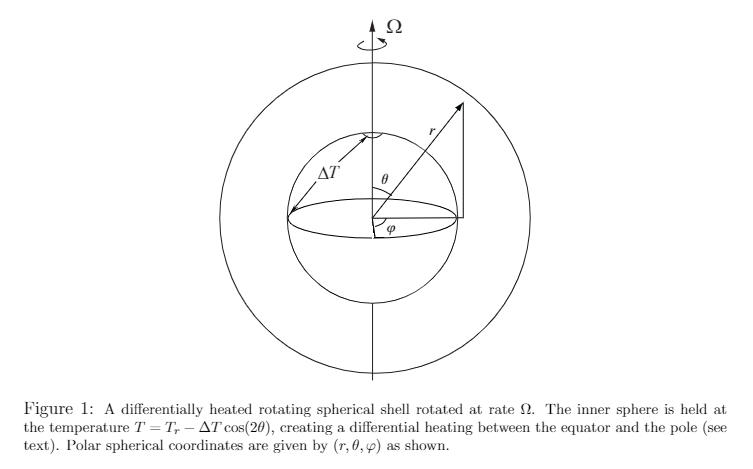 Ω
r
ΔT
θ
φ
Figure 1: A differentially heated rotating spherical shell rotated at rate Ω. The inner sphere is held at
the temperature T = Tᵣ − ΔT cos(2θ), creating a differential heating between the equator and the pole (see
text). Polar spherical coordinates are given by (r, θ, φ) as shown.